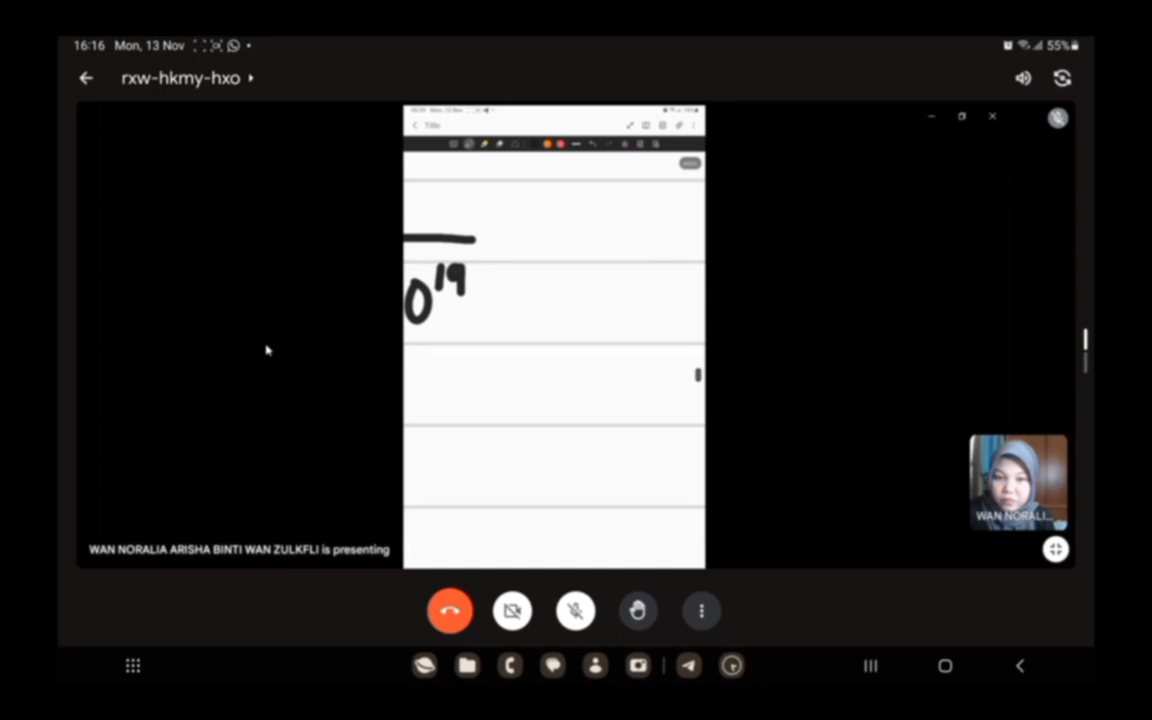 16:16 Mon, 13 Nov
55%
rxw-hkmy-hxo
Title
0¹⁹
WAN NORALI...
WAN NORALIA ARISHA BINTI WAN ZULKFLI is presenting